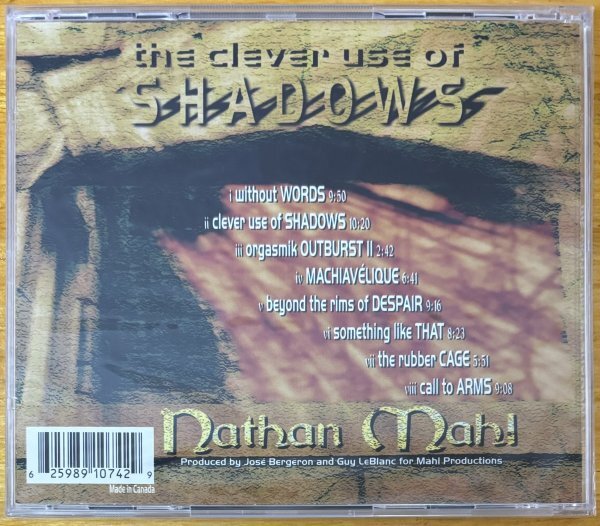 the clever use of
SHADOWS
i without WORDS 9:50
ii clever use of SHADOWS 10:20
iii orgasmik OUTBURST II 2:42
iv MACHIAVÉLIQUE 6:41
v beyond the rims of DESPAIR 9:16
vi something like THAT 8:23
vii the rubber CAGE 5:51
viii call to ARMS 9:08
Nathan Mahl
Produced by José Bergeron and Guy LeBlanc for Mahl Productions
6 25989 10742 9
Made in Canada